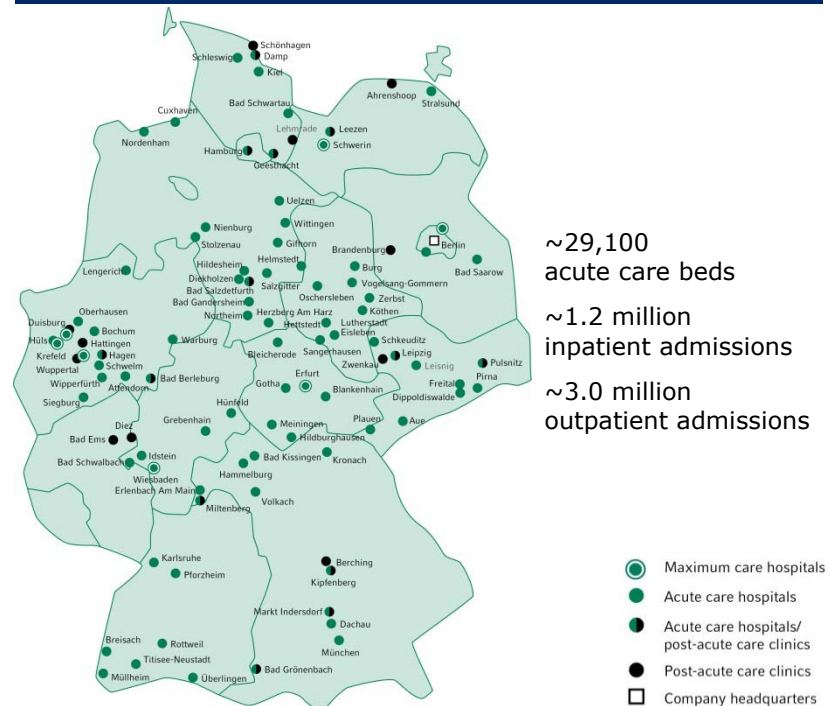 Schönhagen
Damp
Schleswig
Kiel
Ahrenshoop
Stralsund
Bad Schwartau
Cuxhaven
Lehmrade
Leezen
Nordenham
Schwerin
Hamburg
Geesthacht
Uelzen
Nienburg
Wittingen
Stolzenau
Gifhorn
Brandenburg
Berlin
Hildesheim
Helmstedt
Lengerich
Burg
Bad Saarow
Diekholzen
Vogelsang-Gommern
Bad Salzdetfurth
Salzgitter
Oschersleben
Zerbst
Oberhausen
Bad Gandersheim
Herzberg Am Harz
Köthen
Duisburg
Bochum
Northeim
Hettstedt
Lutherstadt
Eisleben
Hüls
Hattingen
Warburg
Schkeuditz
Krefeld
Hagen
Bleicherode
Sangerhausen
Leipzig
Wuppertal
Schwelm
Zwenkau
Leisnig
Pulsnitz
Wipperfürth
Attendorn
Bad Berleburg
Erfurt
Gotha
Blankenhain
Freital
Pirna
Siegburg
Dippoldiswalde
Hünfeld
Diez
Grebenhain
Meiningen
Plauen
Aue
Bad Ems
Hildburghausen
Idstein
Bad Kissingen
Kronach
Bad Schwalbach
Wiesbaden
Hammelburg
Erlenbach Am Main
Volkach
Miltenberg
Karlsruhe
Berching
Pforzheim
Kipfenberg
Markt Indersdorf
Dachau
Breisach
Rottweil
München
Titisee-Neustadt
Bad Grönenbach
Müllheim
Überlingen
~29,100
acute care beds
~1.2 million
inpatient admissions
~3.0 million
outpatient admissions
Maximum care hospitals
Acute care hospitals
Acute care hospitals/
post-acute care clinics
Post-acute care clinics
Company headquarters